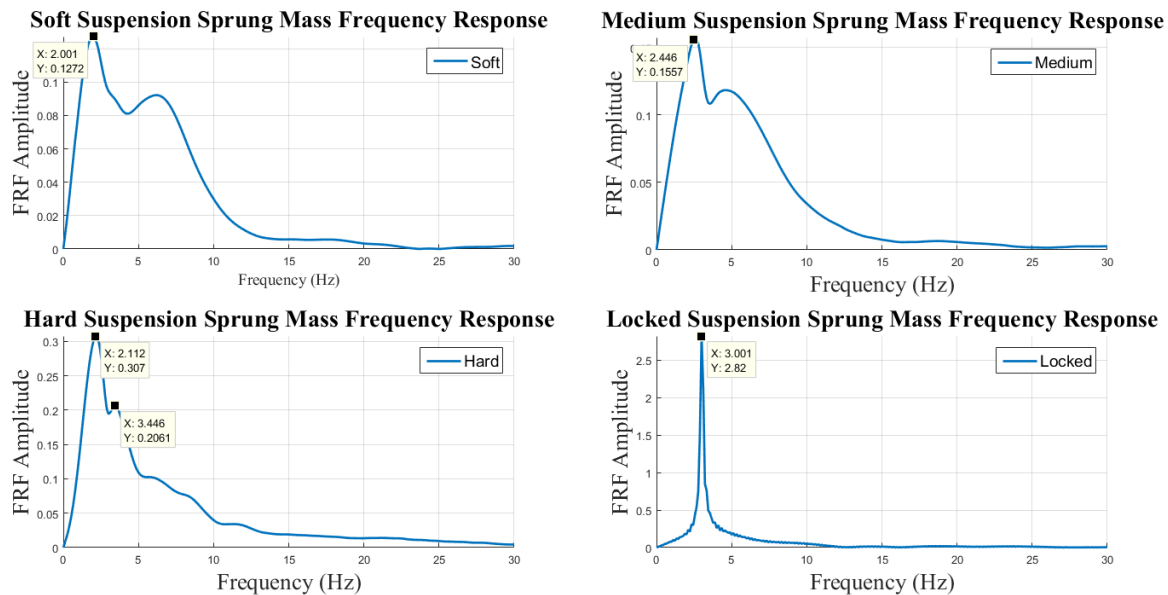 Soft Suspension Sprung Mass Frequency Response
X: 2.001
Y: 0.1272
Soft
FRF Amplitude
0.1
0.08
0.06
0.04
0.02
0
0 5 10 15 20 25 30
Frequency (Hz)
Medium Suspension Sprung Mass Frequency Response
X: 2.446
Y: 0.1557
Medium
FRF Amplitude
0.1
0.05
0
0 5 10 15 20 25 30
Frequency (Hz)
Hard Suspension Sprung Mass Frequency Response
X: 2.112
Y: 0.307
X: 3.446
Y: 0.2061
Hard
FRF Amplitude
0.3
0.25
0.2
0.15
0.1
0.05
0
0 5 10 15 20 25 30
Frequency (Hz)
Locked Suspension Sprung Mass Frequency Response
X: 3.001
Y: 2.82
Locked
FRF Amplitude
2.5
2
1.5
1
0.5
0
0 5 10 15 20 25 30
Frequency (Hz)